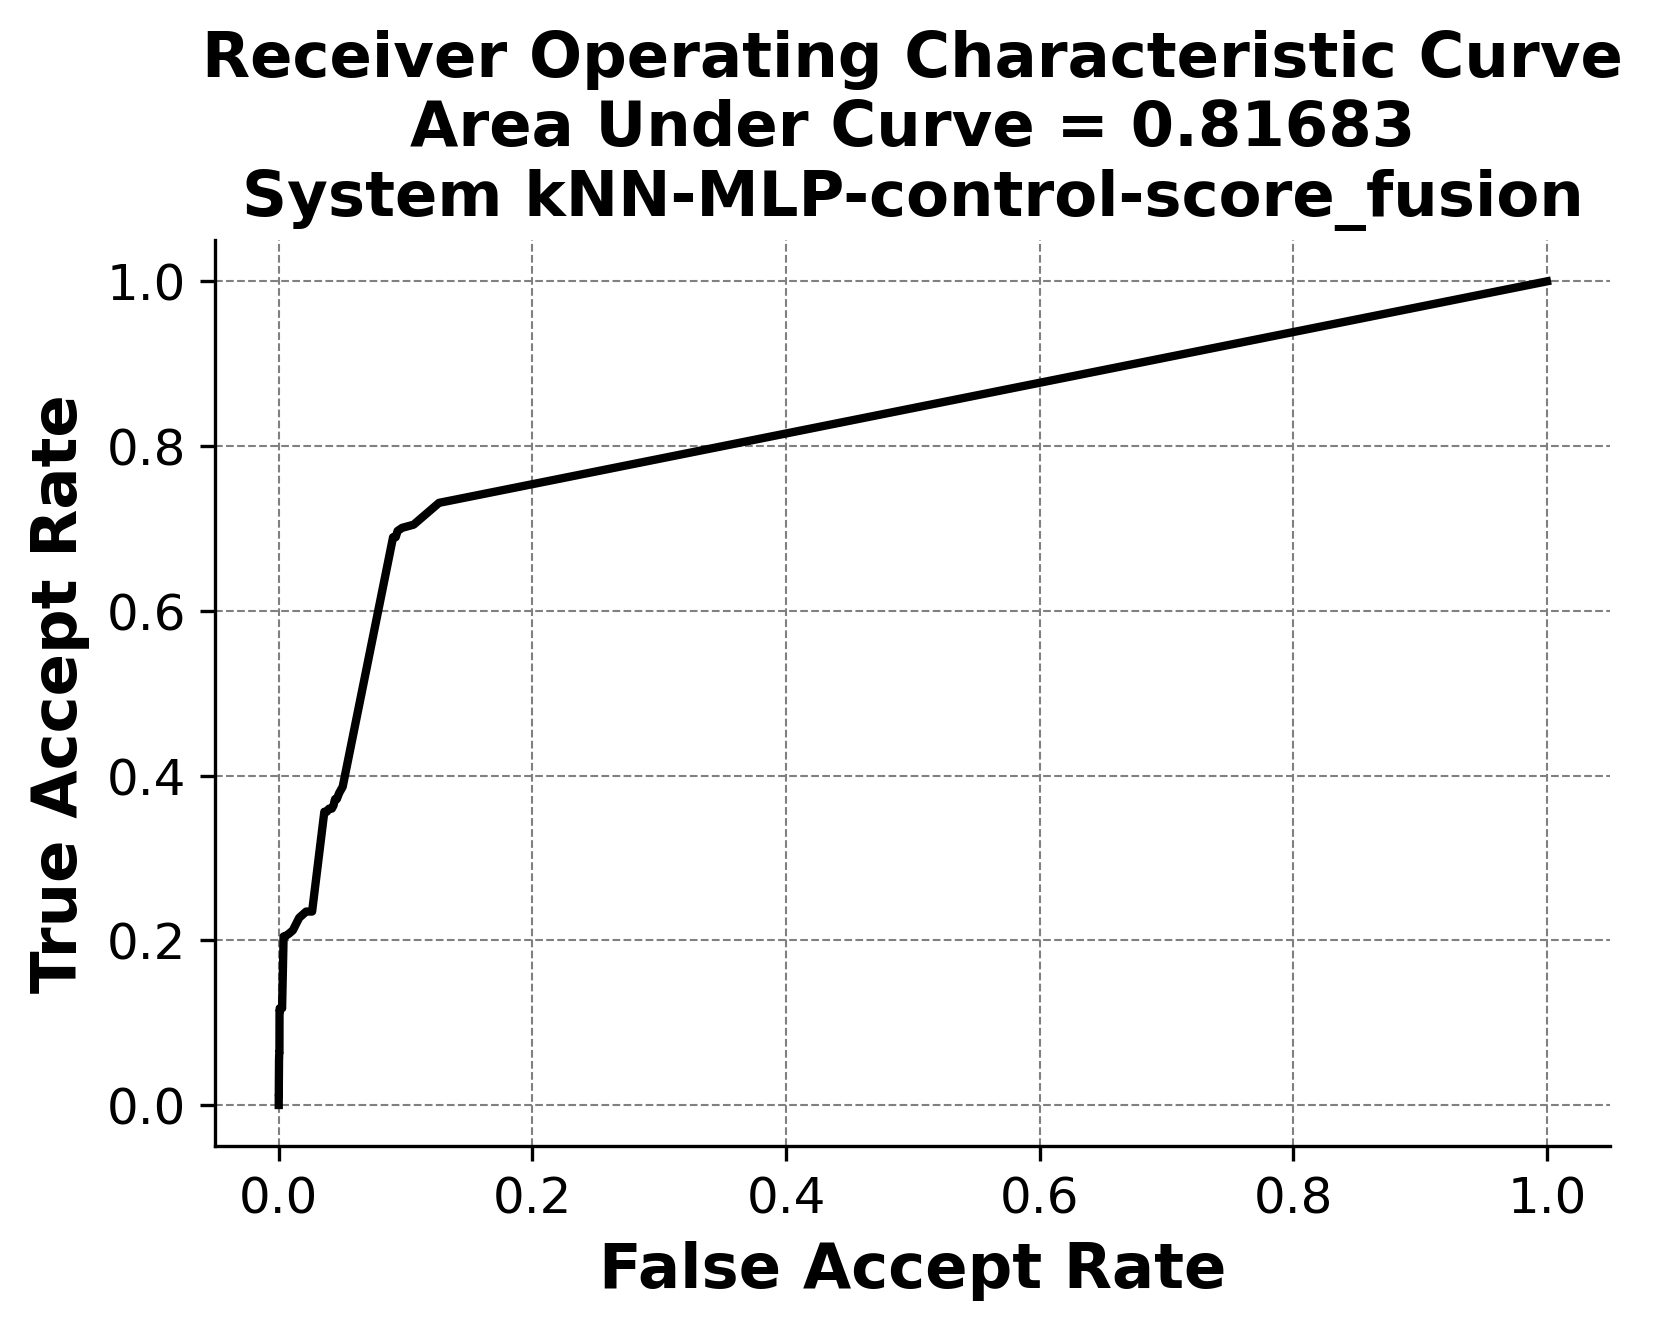 Receiver Operating Characteristic Curve
Area Under Curve = 0.81683
System kNN-MLP-control-score_fusion
1.0
0.8
0.6
0.4
0.2
0.0
True Accept Rate
0.0 0.2 0.4 0.6 0.8 1.0
False Accept Rate